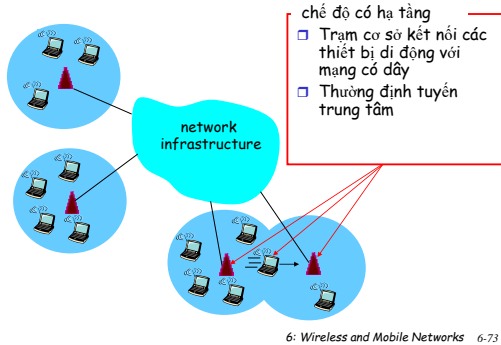 chế độ có hạ tầng
Trạm cơ sở kết nối các
thiết bị di động với
mạng có dây
Thường định tuyến
trung tâm
network
infrastructure
6: Wireless and Mobile Networks 6-73